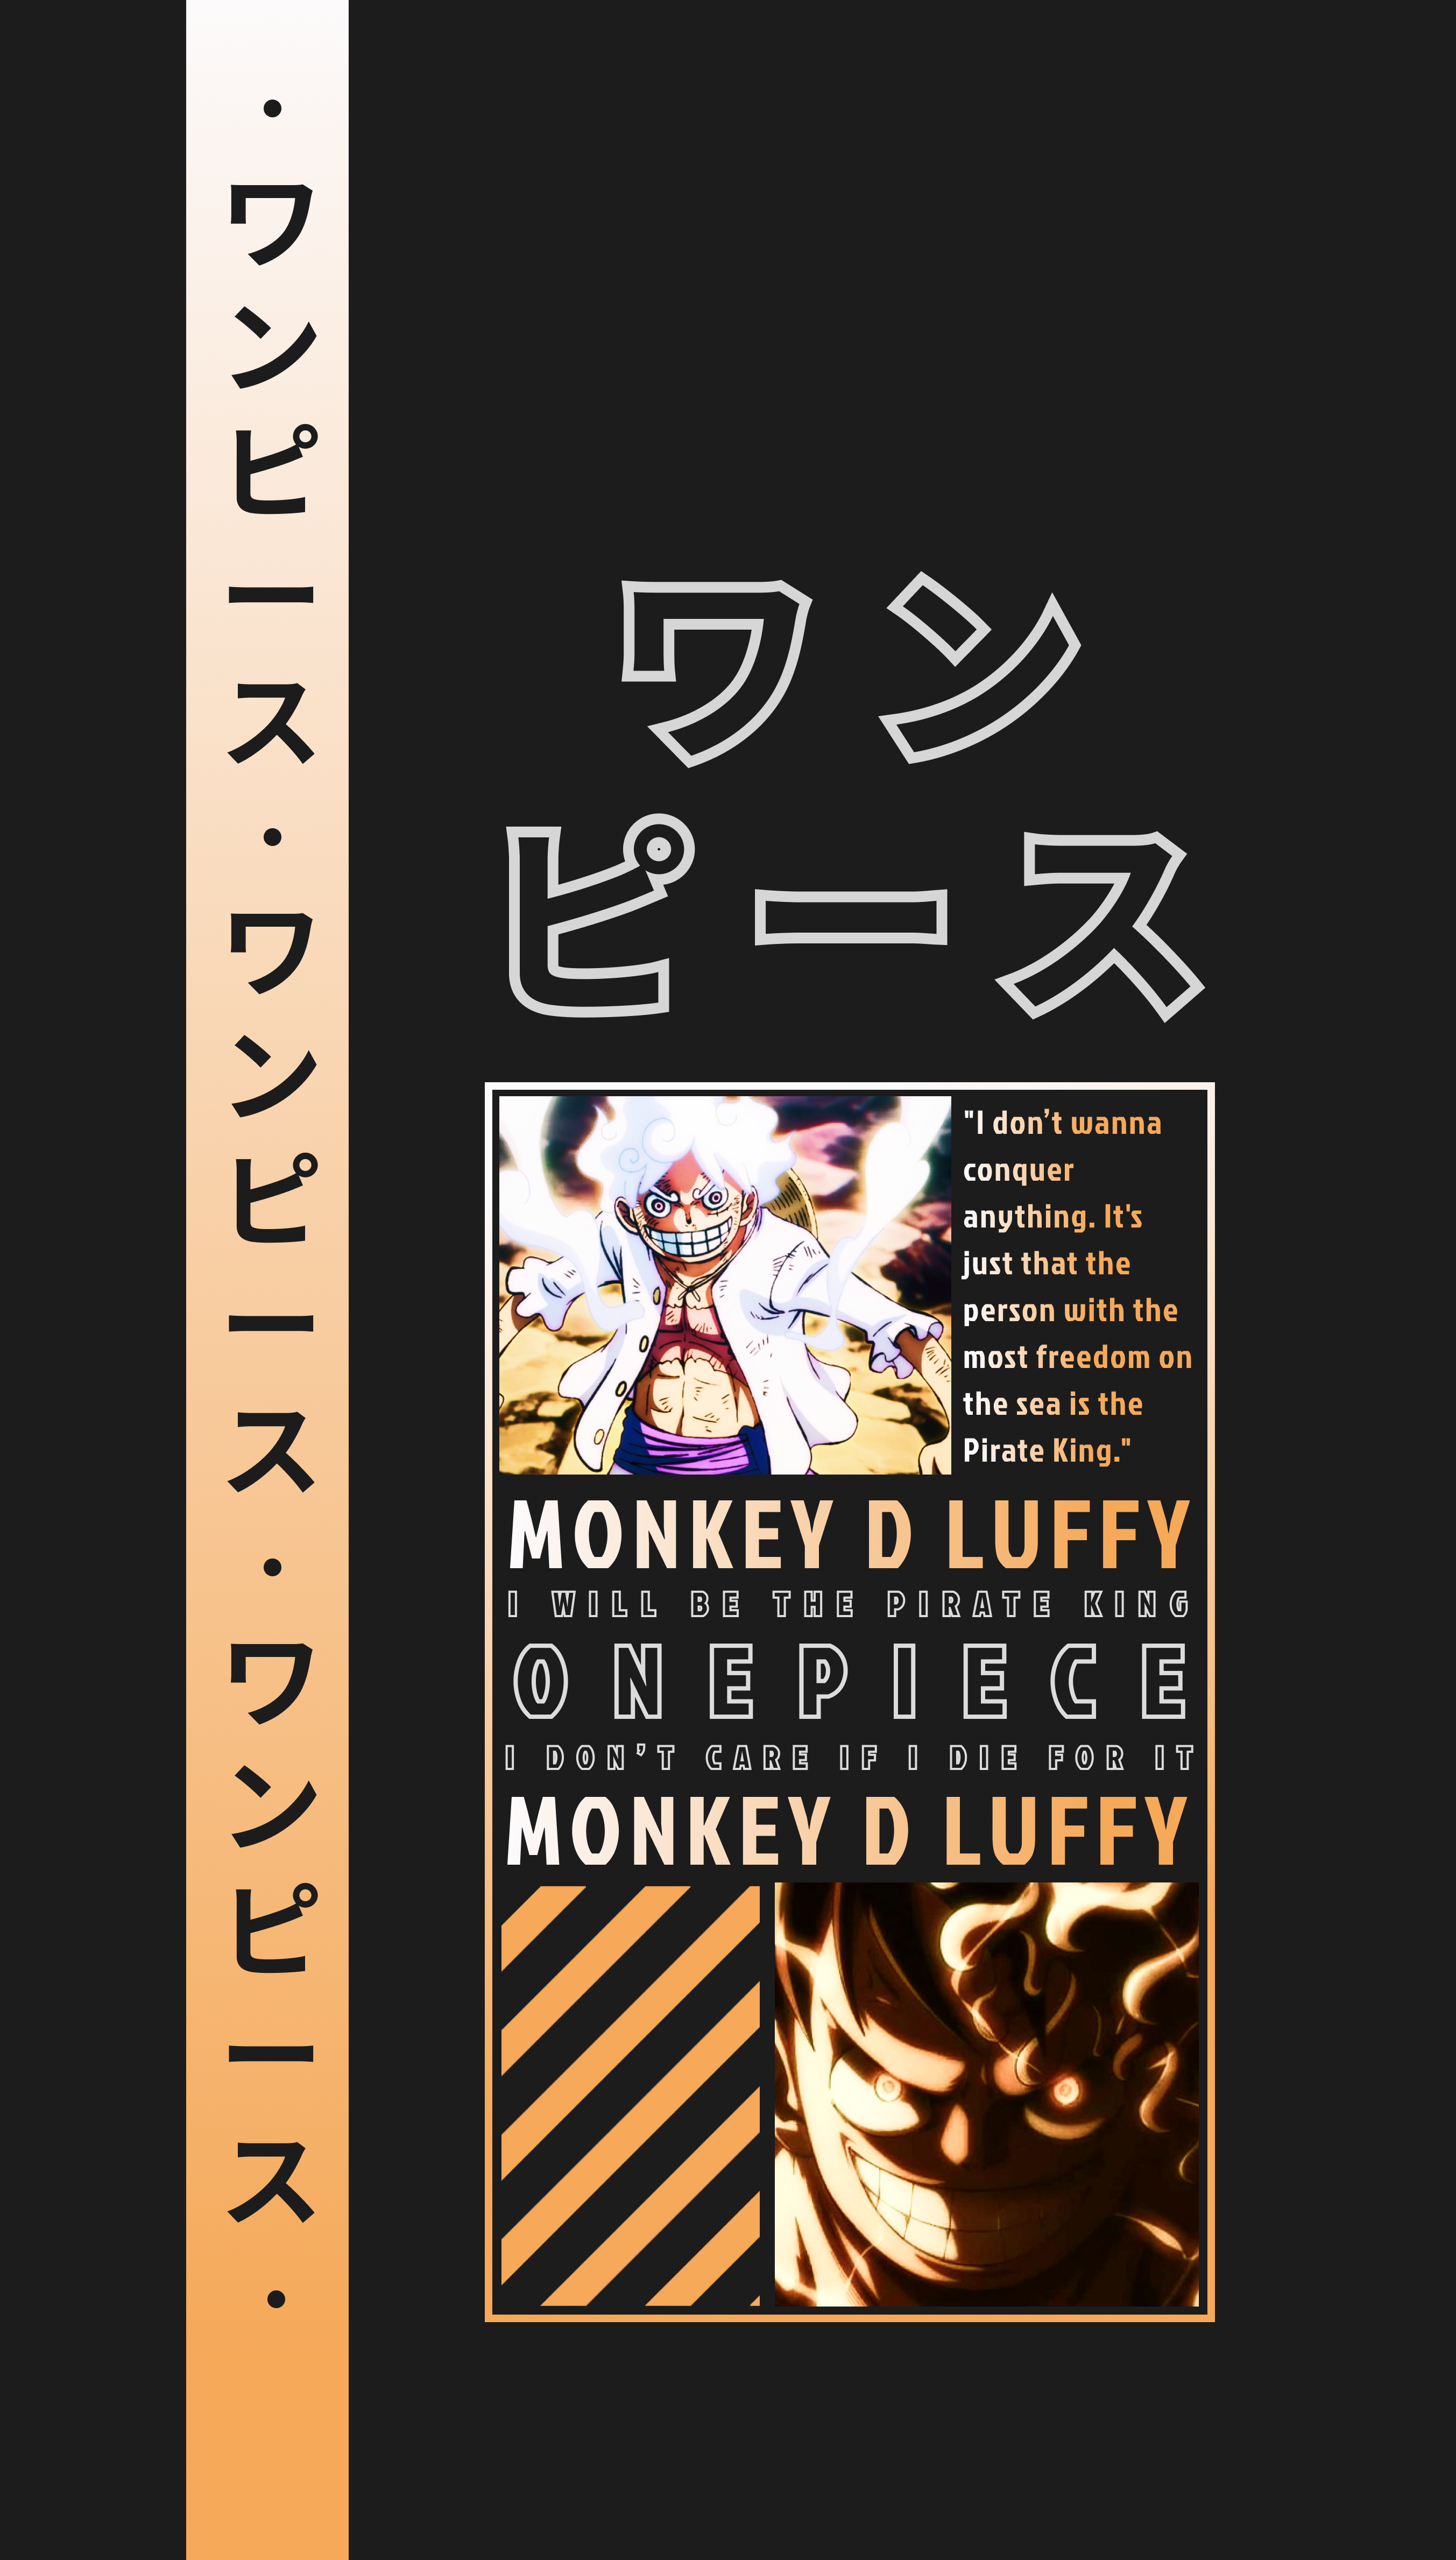 ・ワンピース・ワンピース・ワンピース・
ワン
ピース
"I don’t wanna
conquer
anything. It's
just that the
person with the
most freedom on
the sea is the
Pirate King."
MONKEY D LUFFY
I WILL BE THE PIRATE KING
ONEPIECE
I DON’T CARE IF I DIE FOR IT
MONKEY D LUFFY